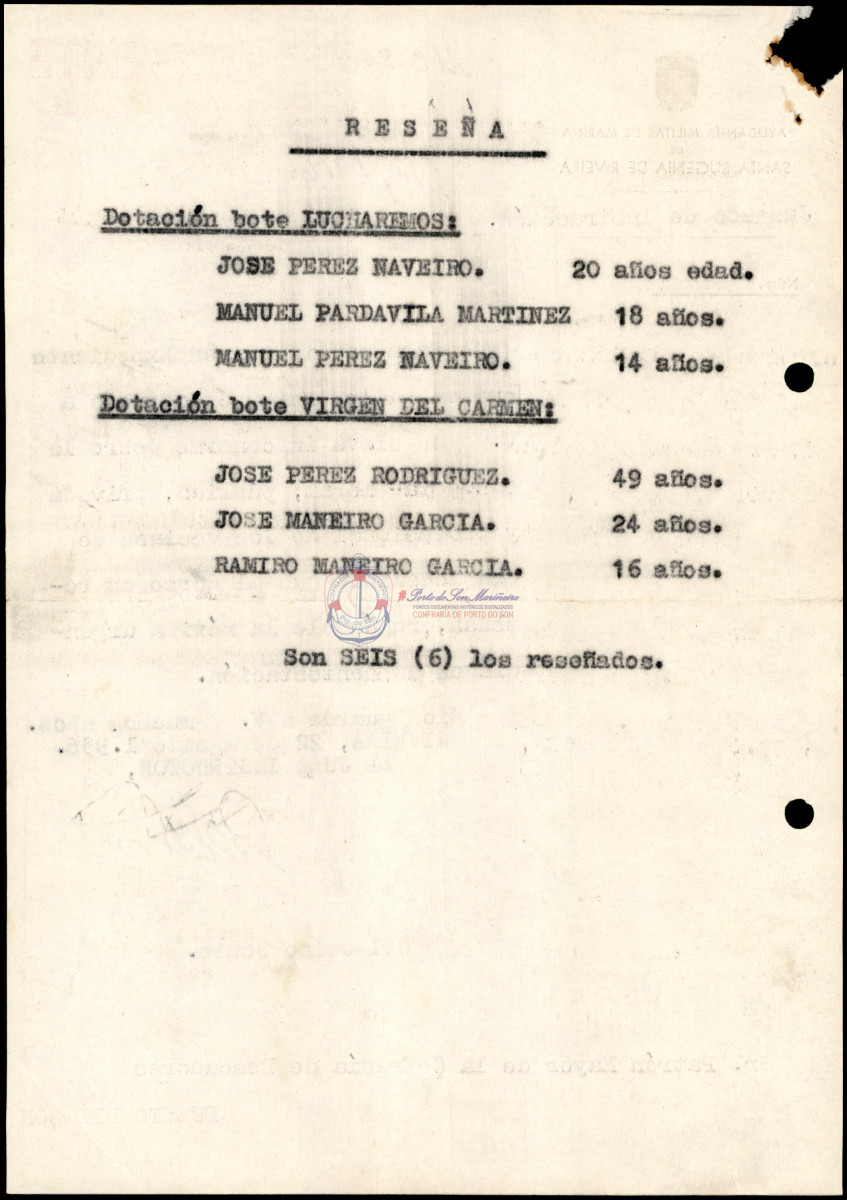 RESEÑA
Dotación bote LUCHAREMOS:
JOSE PEREZ NAVEIRO. 20 años edad.
MANUEL PARDAVILA MARTINEZ 18 años.
MANUEL PEREZ NAVEIRO. 14 años.
Dotación bote VIRGEN DEL CARMEN:
JOSE PEREZ RODRIGUEZ. 49 años.
JOSE MANEIRO GARCIA. 24 años.
RAMIRO MANEIRO GARCIA. 16 años.
#Porto do Son Mariñeiro
FONDOS DOCUMENTAIS HISTÓRICOS DIXITALIZADOS
CONFRARIA DE PORTO DO SON
Son SEIS (6) los reseñados.